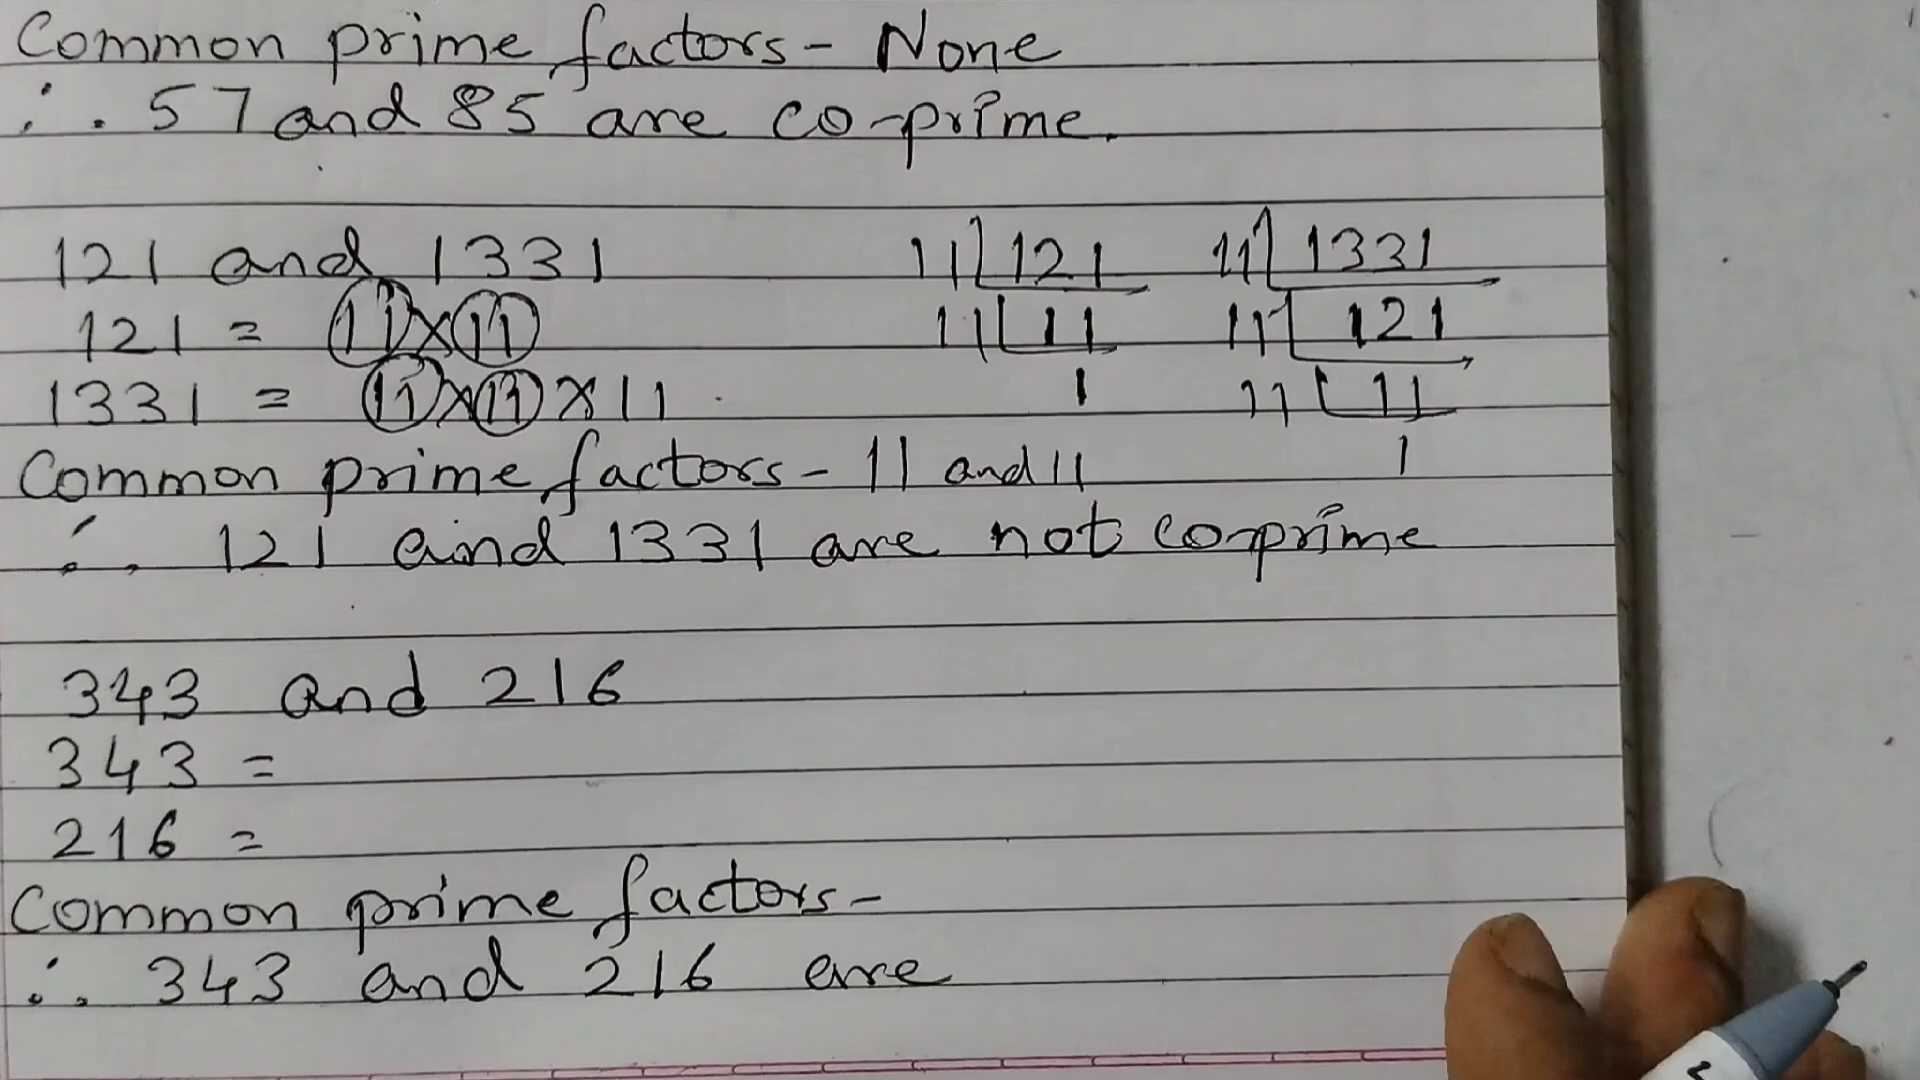 Common prime factors - None
∴ 57 and 85 are co-prime.
121 and 1331
121 = 11 × 11
1331 = 11 × 11 × 11
Common prime factors - 11 and 11
∴ 121 and 1331 are not coprime
11 | 121
11 | 11
1
11 | 1331
11 | 121
11 | 11
1
343 and 216
343 =
216 =
Common prime factors -
∴ 343 and 216 are